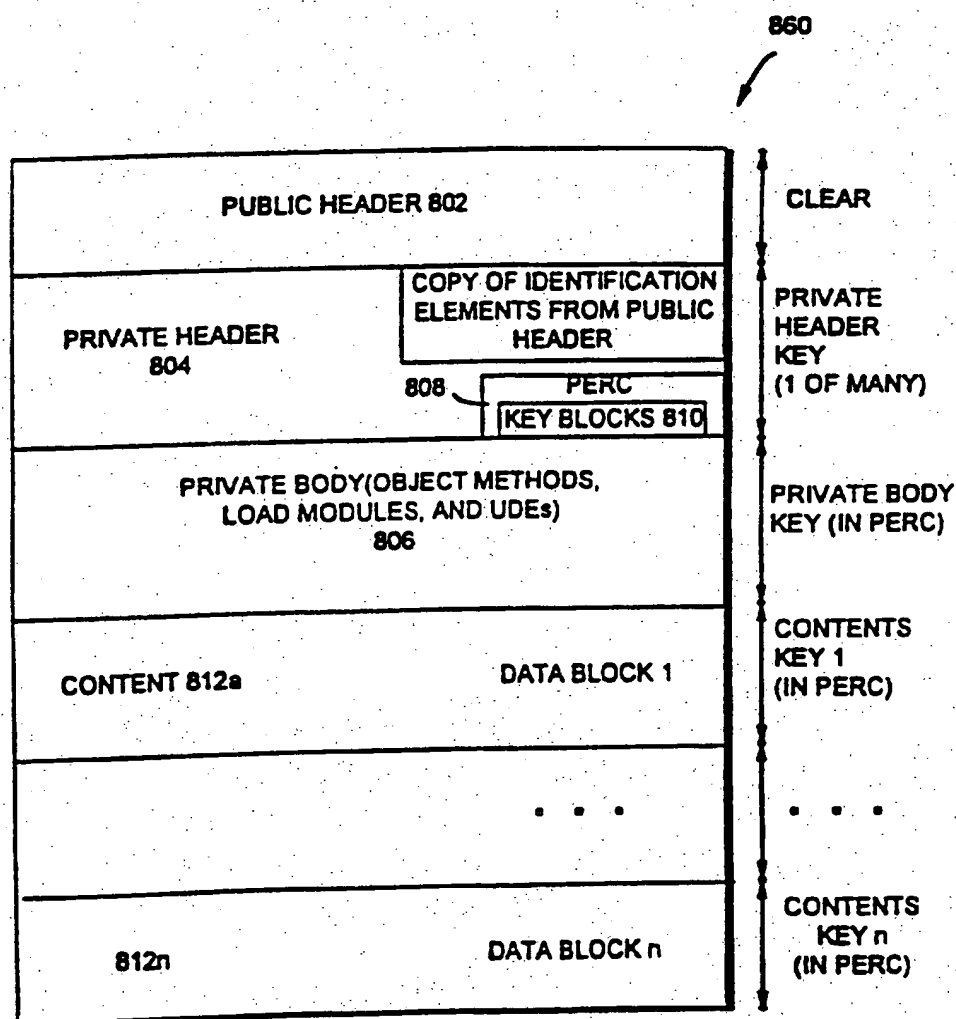 860
PUBLIC HEADER 802
CLEAR
COPY OF IDENTIFICATION
ELEMENTS FROM PUBLIC
HEADER
PRIVATE HEADER
804
808
PERC
KEY BLOCKS 810
PRIVATE
HEADER
KEY
(1 OF MANY)
PRIVATE BODY(OBJECT METHODS,
LOAD MODULES, AND UDEs)
806
PRIVATE BODY
KEY (IN PERC)
CONTENT 812a
DATA BLOCK 1
CONTENTS
KEY 1
(IN PERC)
. . .
. . .
812n
DATA BLOCK n
CONTENTS
KEY n
(IN PERC)